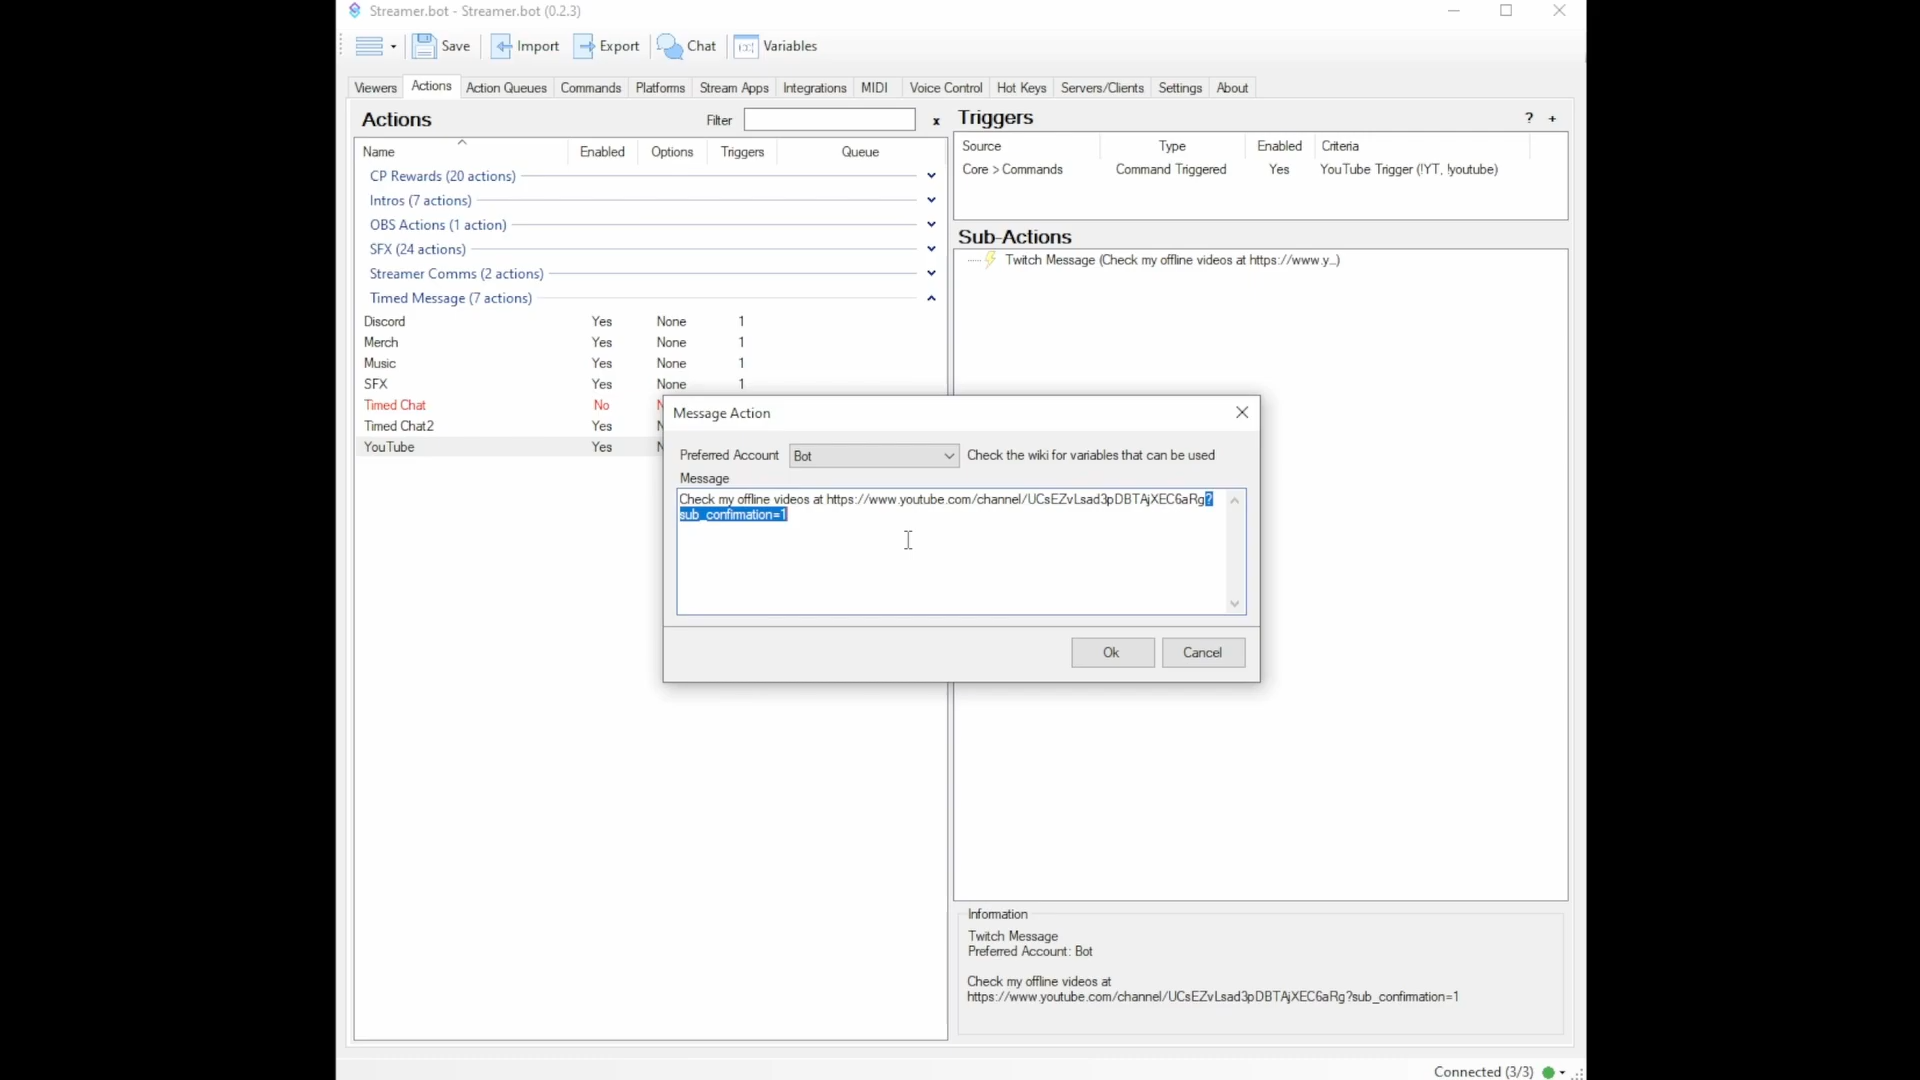 Streamer.bot - Streamer.bot (0.2.3)
Save Import Export Chat Variables
Viewers Actions Action Queues Commands Platforms Stream Apps Integrations MIDI Voice Control Hot Keys Servers/Clients Settings About
Actions Filter x
Name Enabled Options Triggers Queue
CP Rewards (20 actions)
Intros (7 actions)
OBS Actions (1 action)
SFX (24 actions)
Streamer Comms (2 actions)
Timed Message (7 actions)
Discord Yes None 1
Merch Yes None 1
Music Yes None 1
SFX Yes None 1
Timed Chat No
Timed Chat2 Yes
YouTube Yes
Triggers ? +
Source Type Enabled Criteria
Core > Commands Command Triggered Yes YouTube Trigger (!YT, !youtube)
Sub-Actions
Twitch Message (Check my offline videos at https://www.y...)
Message Action
Preferred Account Bot Check the wiki for variables that can be used
Message
Check my offline videos at https://www.youtube.com/channel/UCsEZvLsad3pDBTAjXEC6aRg?
sub_confirmation=1
Ok Cancel
Information
Twitch Message
Preferred Account: Bot
Check my offline videos at
https://www.youtube.com/channel/UCsEZvLsad3pDBTAjXEC6aRg?sub_confirmation=1
Connected (3/3)